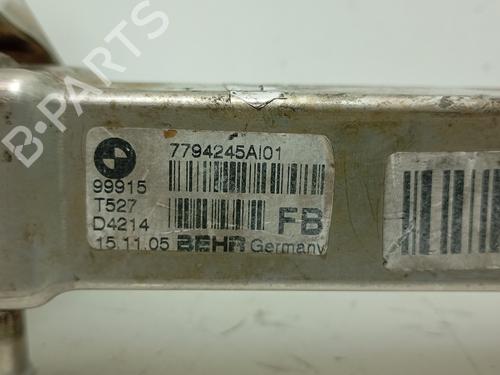 B-PARTS
7794245AI01
99915
T527
D4214
FB
15.11.05 BEHR Germany